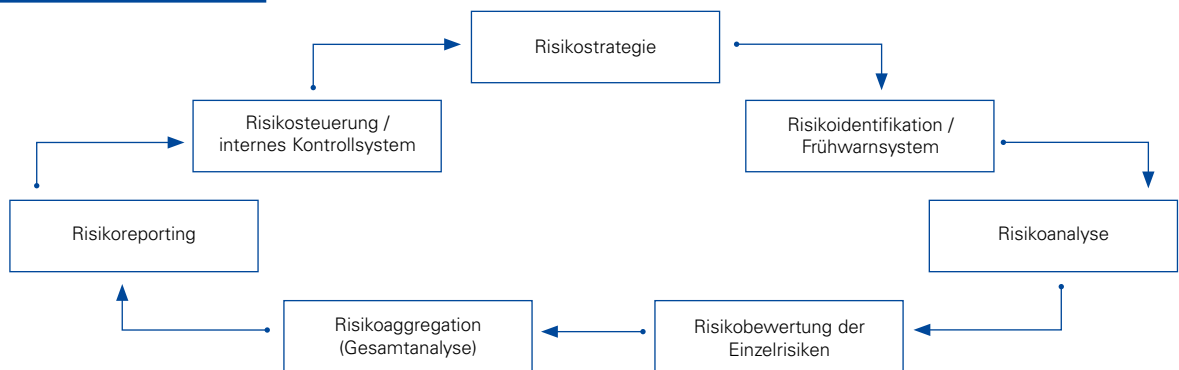 Risikostrategie
Risikosteuerung /
internes Kontrollsystem
Risikoidentifikation /
Frühwarnsystem
Risikoreporting
Risikoanalyse
Risikoaggregation
(Gesamtanalyse)
Risikobewertung der
Einzelrisiken